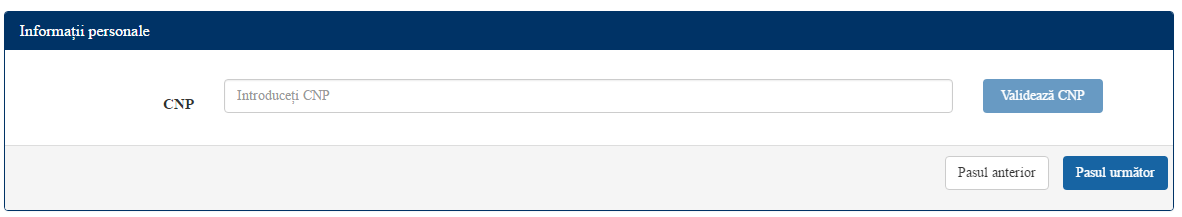 Informații personale
CNP
Introduceți CNP
Validează CNP
Pasul anterior
Pasul următor